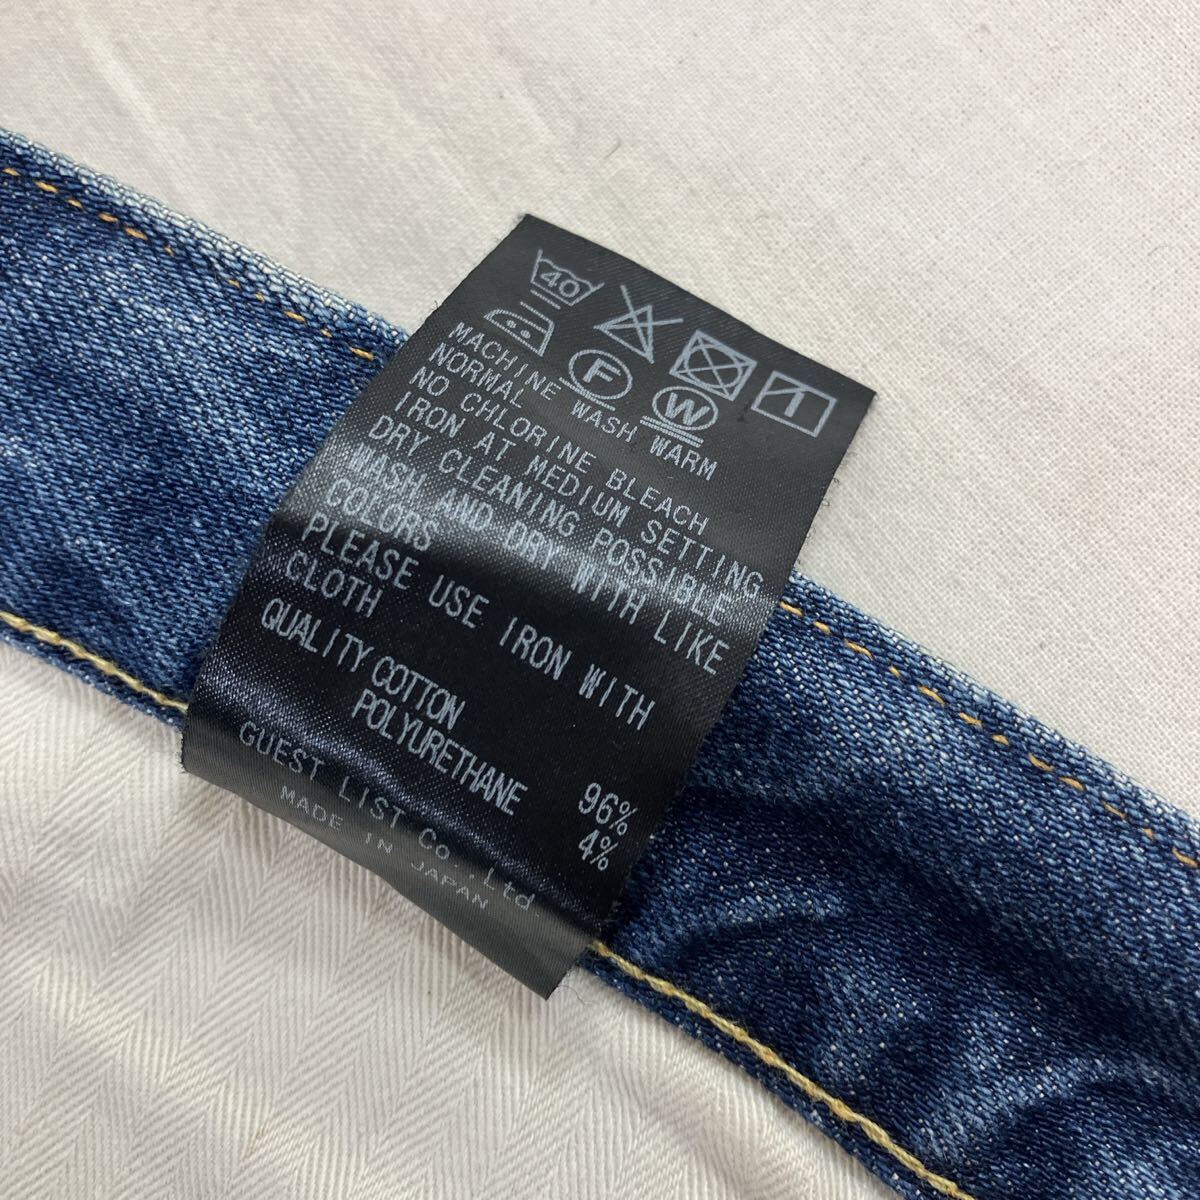 40
F
W
MACHINE WASH WARM
NORMAL
NO CHLORINE BLEACH
IRON AT MEDIUM SETTING
DRY CLEANING POSSIBLE
WASH AND DRY WITH LIKE
COLORS
PLEASE USE IRON WITH
CLOTH
QUALITY COTTON 96%
POLYURETHANE 4%
GUEST LIST Co.,Ltd.
MADE IN JAPAN